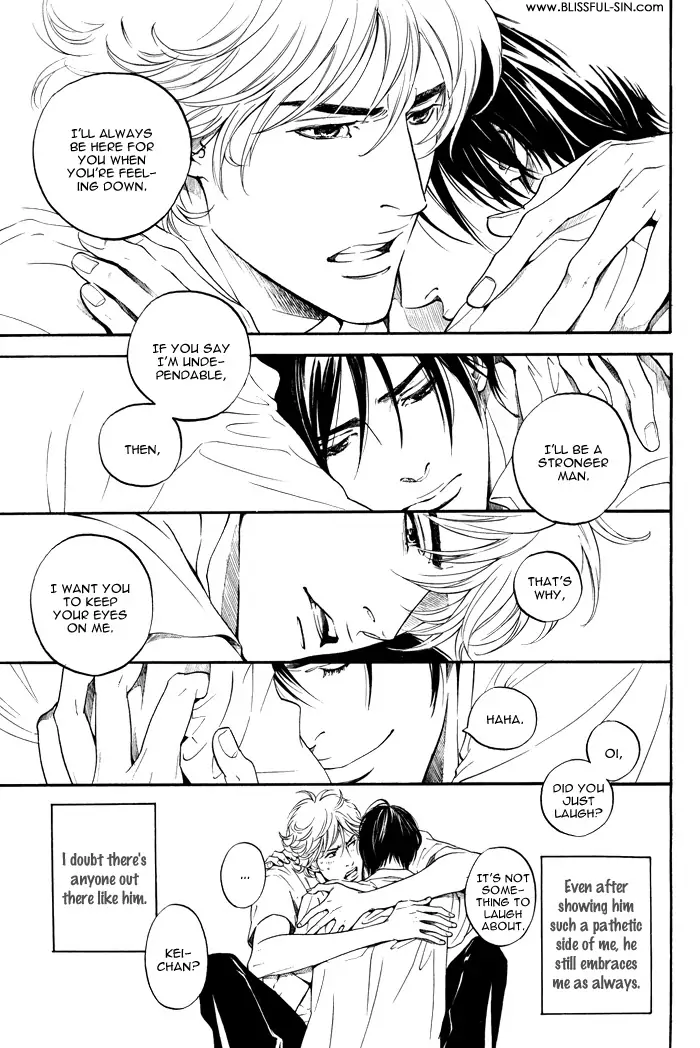 www.BLISSFUL-SIN.com
I'LL ALWAYS
BE HERE FOR
YOU WHEN
YOU'RE FEEL-
ING DOWN.
IF YOU SAY
I'M UNDE-
PENDABLE,
THEN,
I'LL BE A
STRONGER
MAN.
THAT'S
WHY,
I WANT YOU
TO KEEP
YOUR EYES
ON ME.
HAHA.
OI,
DID YOU
JUST
LAUGH?
IT'S NOT
SOME-
THING TO
LAUGH
ABOUT.
...
KEI-
CHAN?
Even after
showing him
such a pathetic
side of me, he
still embraces
me as always.
I doubt there's
anyone out
there like him.